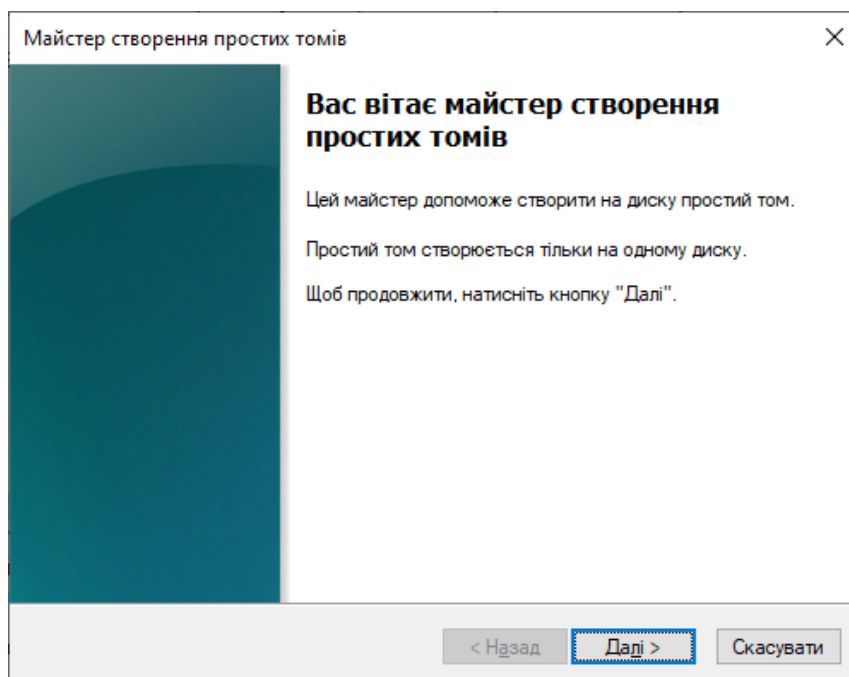 Майстер створення простих томів
Вас вітає майстер створення
простих томів
Цей майстер допоможе створити на диску простий том.
Простий том створюється тільки на одному диску.
Щоб продовжити, натисніть кнопку "Далі".
< Назад
Далі >
Скасувати